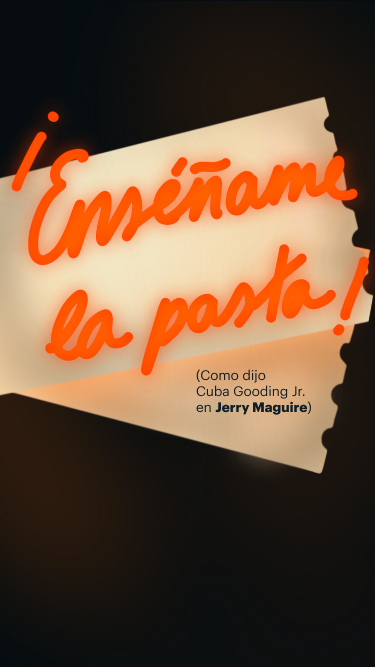 ¡Enséñame
la pasta!
(Como dijo
Cuba Gooding Jr.
en Jerry Maguire)